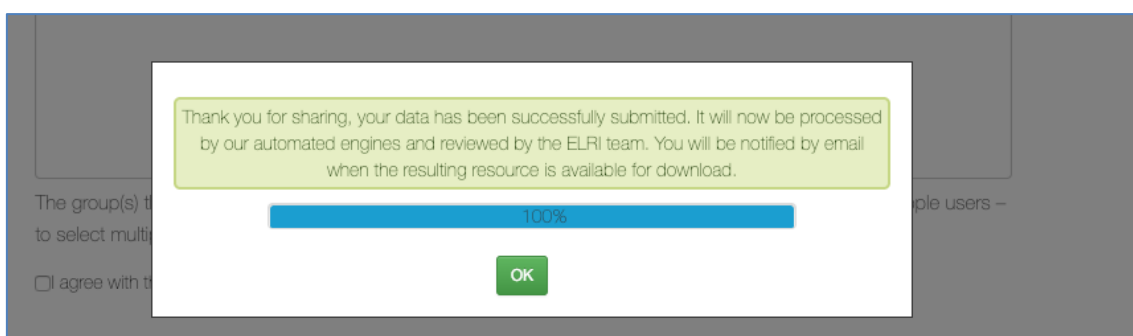 Thank you for sharing, your data has been successfully submitted. It will now be processed
by our automated engines and reviewed by the ELRI team. You will be notified by email
when the resulting resource is available for download.
The group(s) ple users –
100%
to select multip
OK
I agree with th